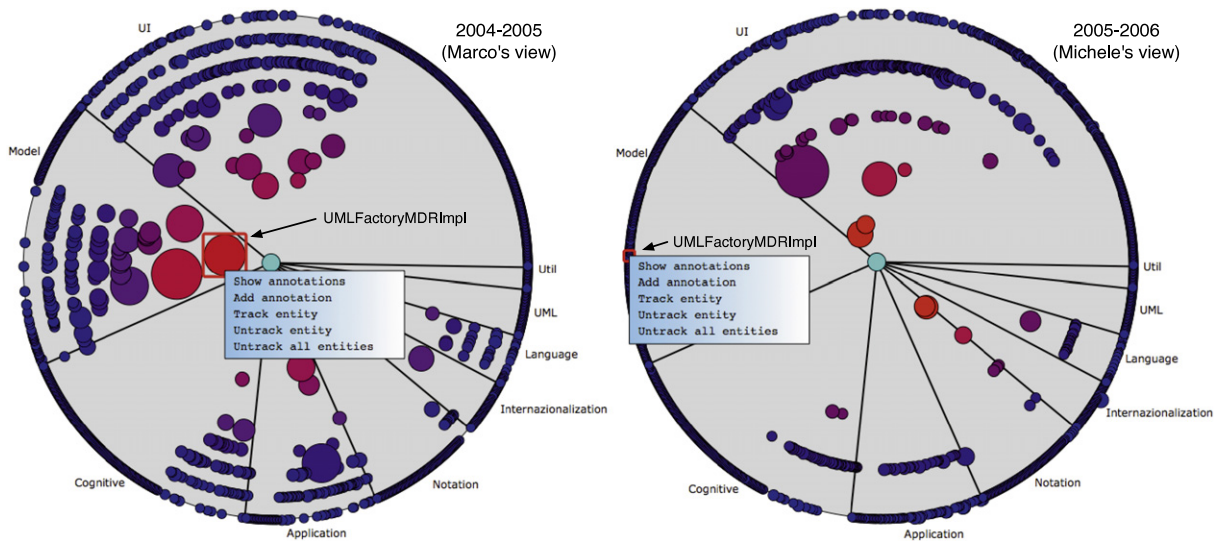 UI
2004-2005
(Marco's view)
Model
UMLFactoryMDRImpl
Show annotations
Add annotation
Track entity
Untrack entity
Untrack all entities
Util
UML
Language
Internazionalization
Notation
Application
Cognitive
UI
2005-2006
(Michele's view)
Model
UMLFactoryMDRImpl
Show annotations
Add annotation
Track entity
Untrack entity
Untrack all entities
Util
UML
Language
Internazionalization
Notation
Application
Cognitive